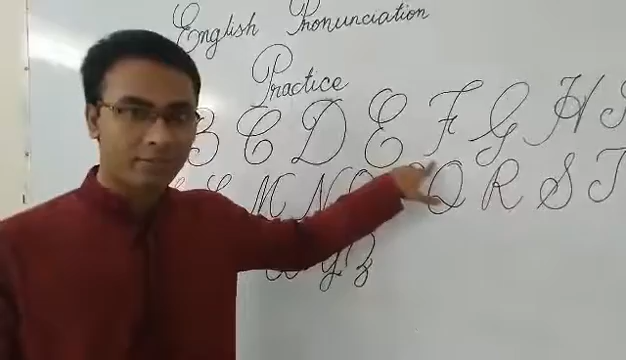 English Pronunciation
Practice
B C D E F G H
L M N O Q R S T
Y Z